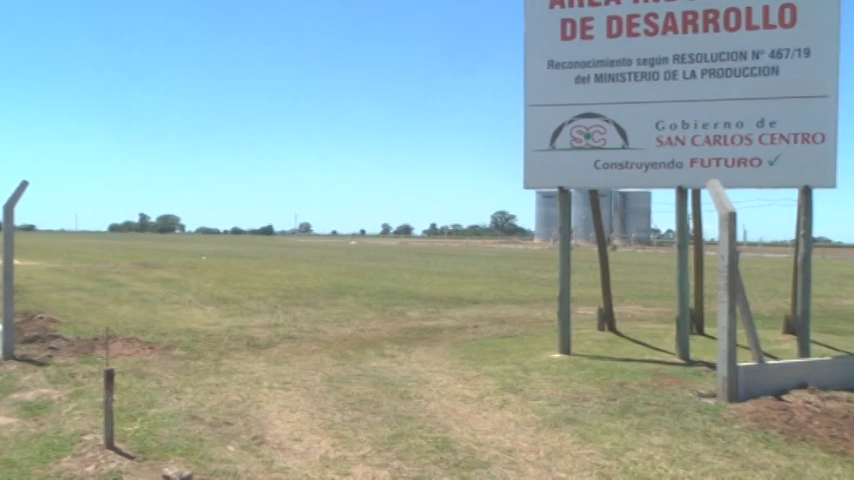 DE DESARROLLO
Reconocimiento según RESOLUCION N° 467/19
del MINISTERIO DE LA PRODUCCION
SC
Gobierno de
SAN CARLOS CENTRO
Construyendo FUTURO